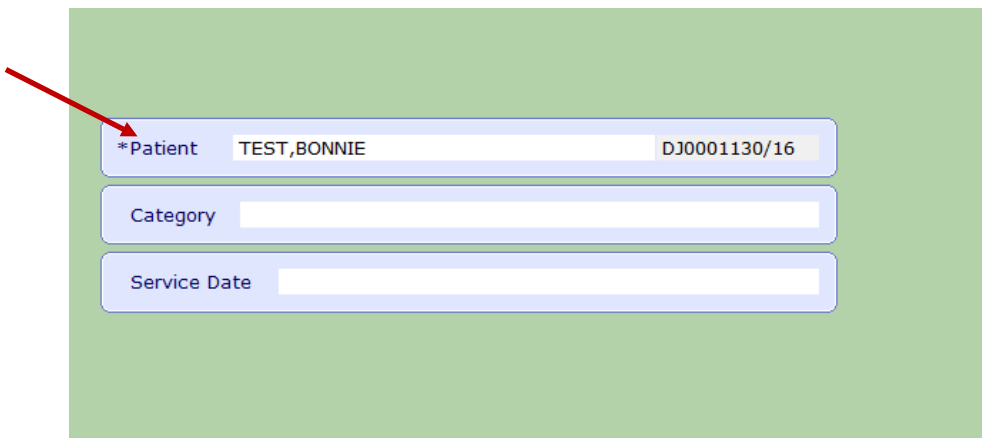 *Patient TEST,BONNIE DJ0001130/16
Category
Service Date